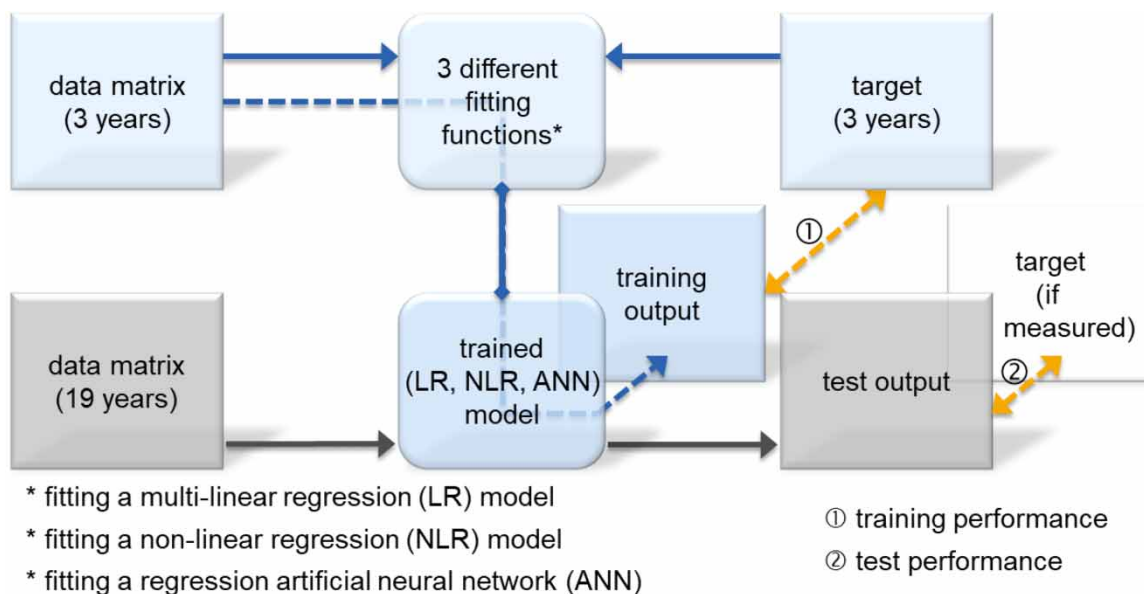 data matrix
(3 years)
3 different
fitting
functions*
target
(3 years)
①
training
output
target
(if
measured)
data matrix
(19 years)
trained
(LR, NLR, ANN)
model
test output
②
* fitting a multi-linear regression (LR) model
* fitting a non-linear regression (NLR) model
* fitting a regression artificial neural network (ANN)
① training performance
② test performance